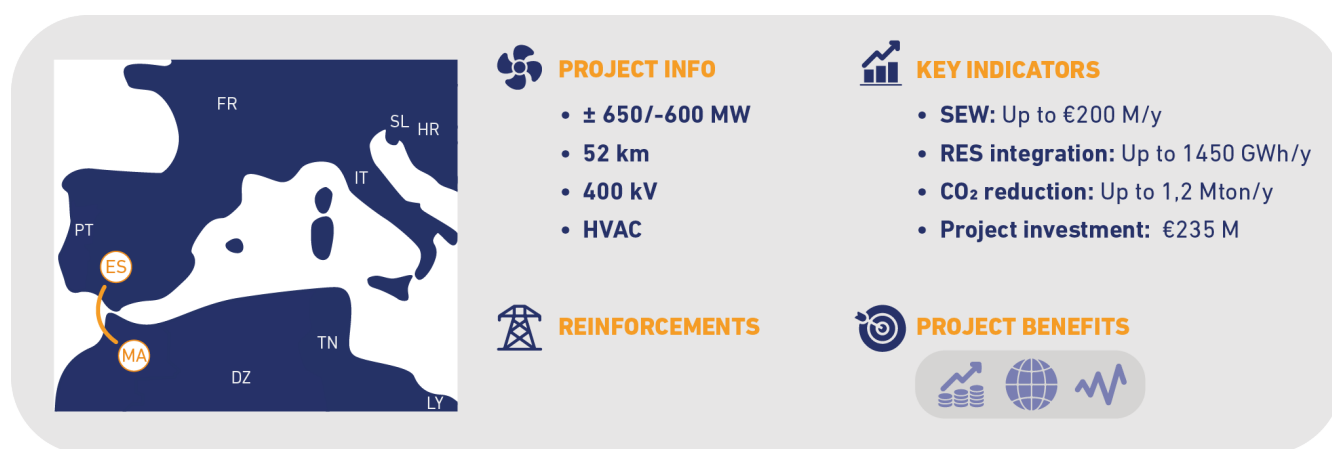 FR
SL
HR
IT
PT
ES
MA
TN
DZ
LY
PROJECT INFO
• ± 650/-600 MW
• 52 km
• 400 kV
• HVAC
KEY INDICATORS
• SEW: Up to €200 M/y
• RES integration: Up to 1450 GWh/y
• CO₂ reduction: Up to 1,2 Mton/y
• Project investment: €235 M
REINFORCEMENTS
PROJECT BENEFITS